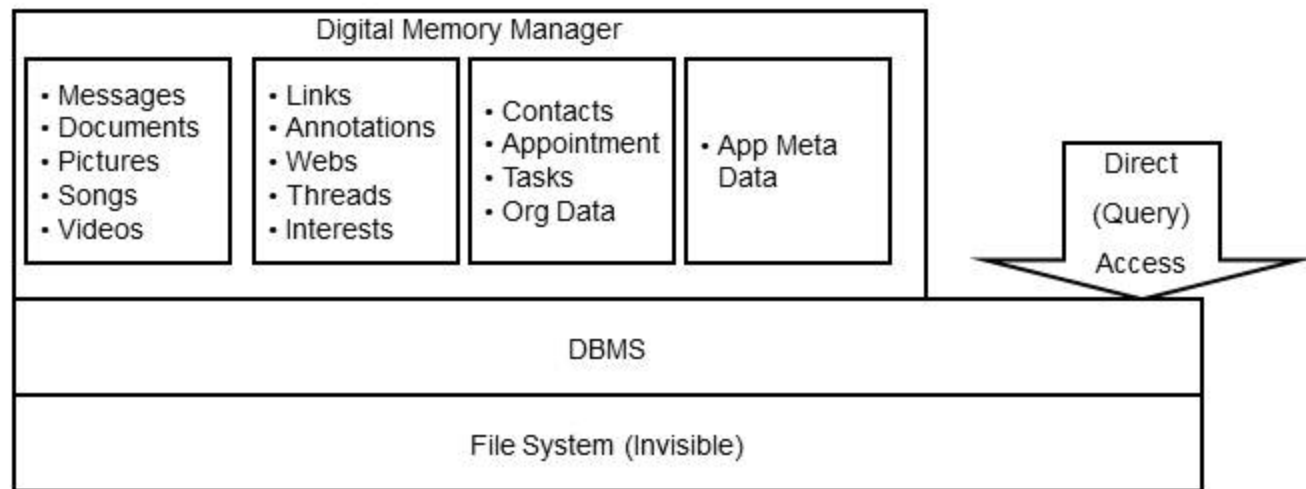 Digital Memory Manager
• Messages
• Documents
• Pictures
• Songs
• Videos
• Links
• Annotations
• Webs
• Threads
• Interests
• Contacts
• Appointment
• Tasks
• Org Data
• App Meta
Data
Direct
(Query)
Access
DBMS
File System (Invisible)